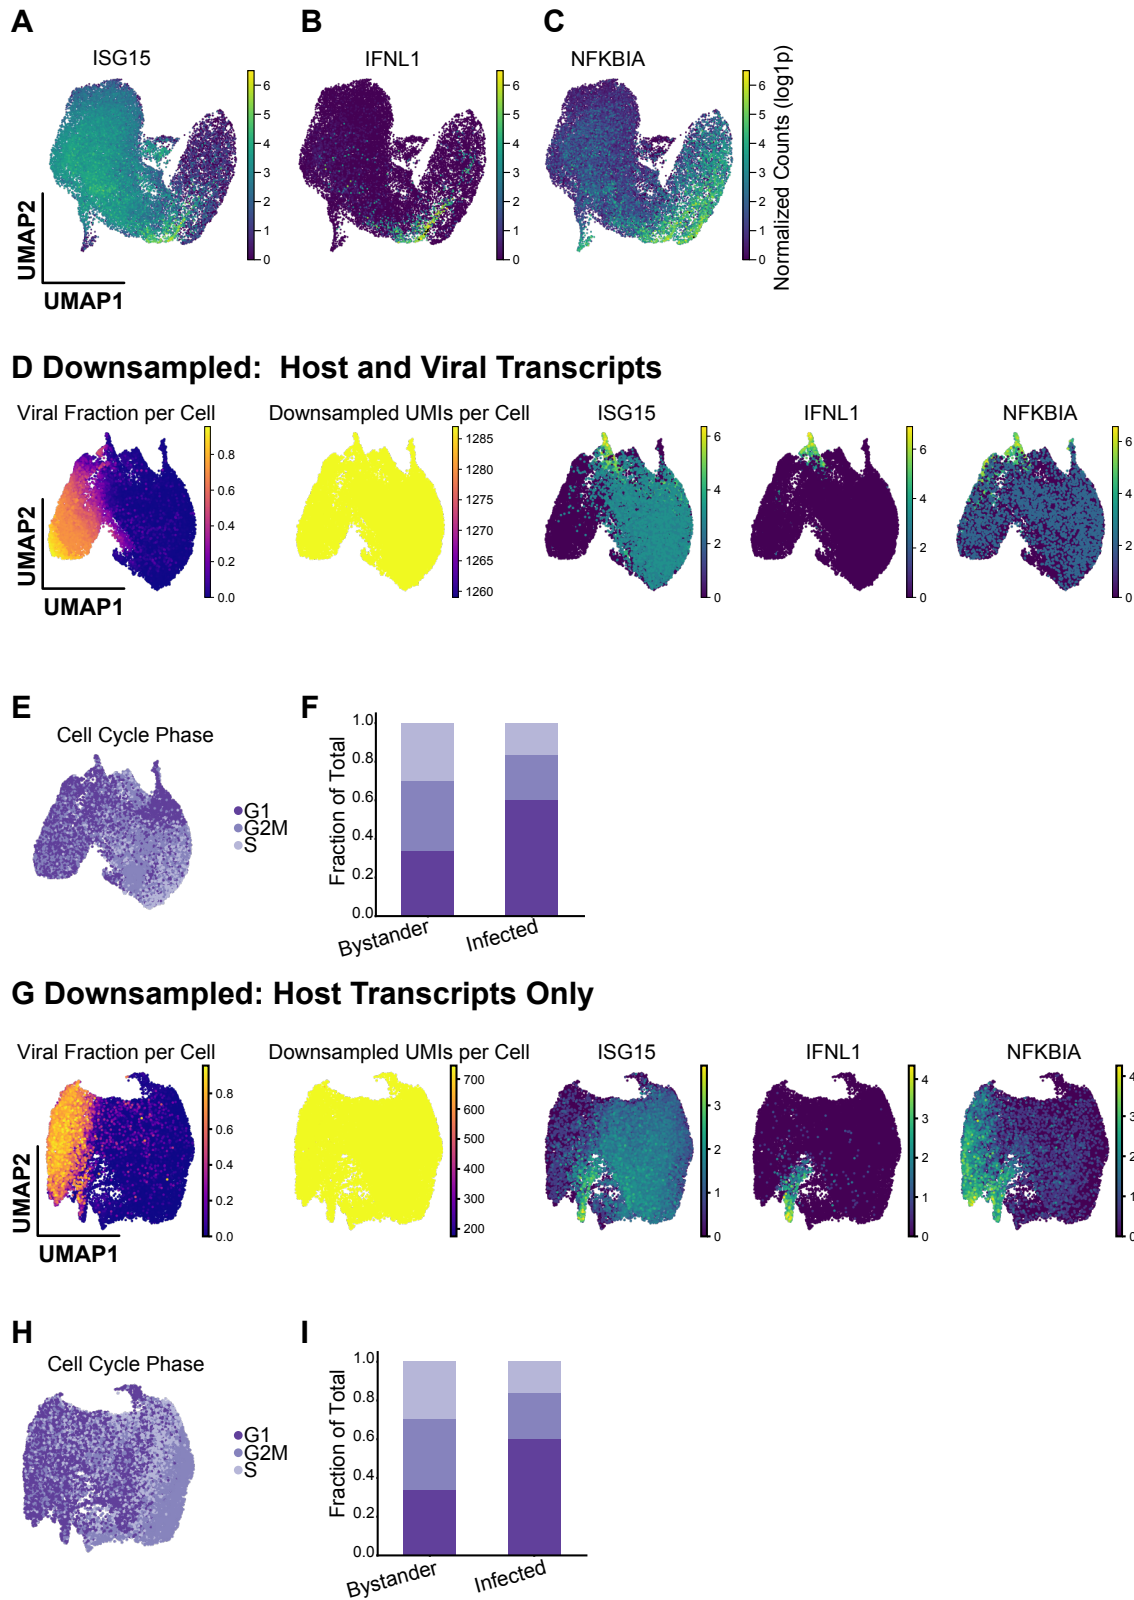 A
B
C
ISG15
IFNL1
NFKBIA
6
5
4
3
2
1
0
6
5
4
3
2
1
0
6
5
4
3
2
1
0
Normalized Counts (log1p)
UMAP2
UMAP1
D Downsampled: Host and Viral Transcripts
Viral Fraction per Cell
Downsampled UMIs per Cell
ISG15
IFNL1
NFKBIA
0.8
0.6
0.4
0.2
0.0
1285
1280
1275
1270
1265
1260
6
4
2
0
6
4
2
0
6
4
2
0
UMAP2
UMAP1
E
F
Cell Cycle Phase
G1
G2M
S
Fraction of Total
1.0
0.8
0.6
0.4
0.2
0.0
Bystander
Infected
G Downsampled: Host Transcripts Only
Viral Fraction per Cell
Downsampled UMIs per Cell
ISG15
IFNL1
NFKBIA
0.8
0.6
0.4
0.2
0.0
700
600
500
400
300
200
3
2
1
0
4
3
2
1
0
4
3
2
1
0
UMAP2
UMAP1
H
I
Cell Cycle Phase
G1
G2M
S
Fraction of Total
1.0
0.8
0.6
0.4
0.2
0.0
Bystander
Infected